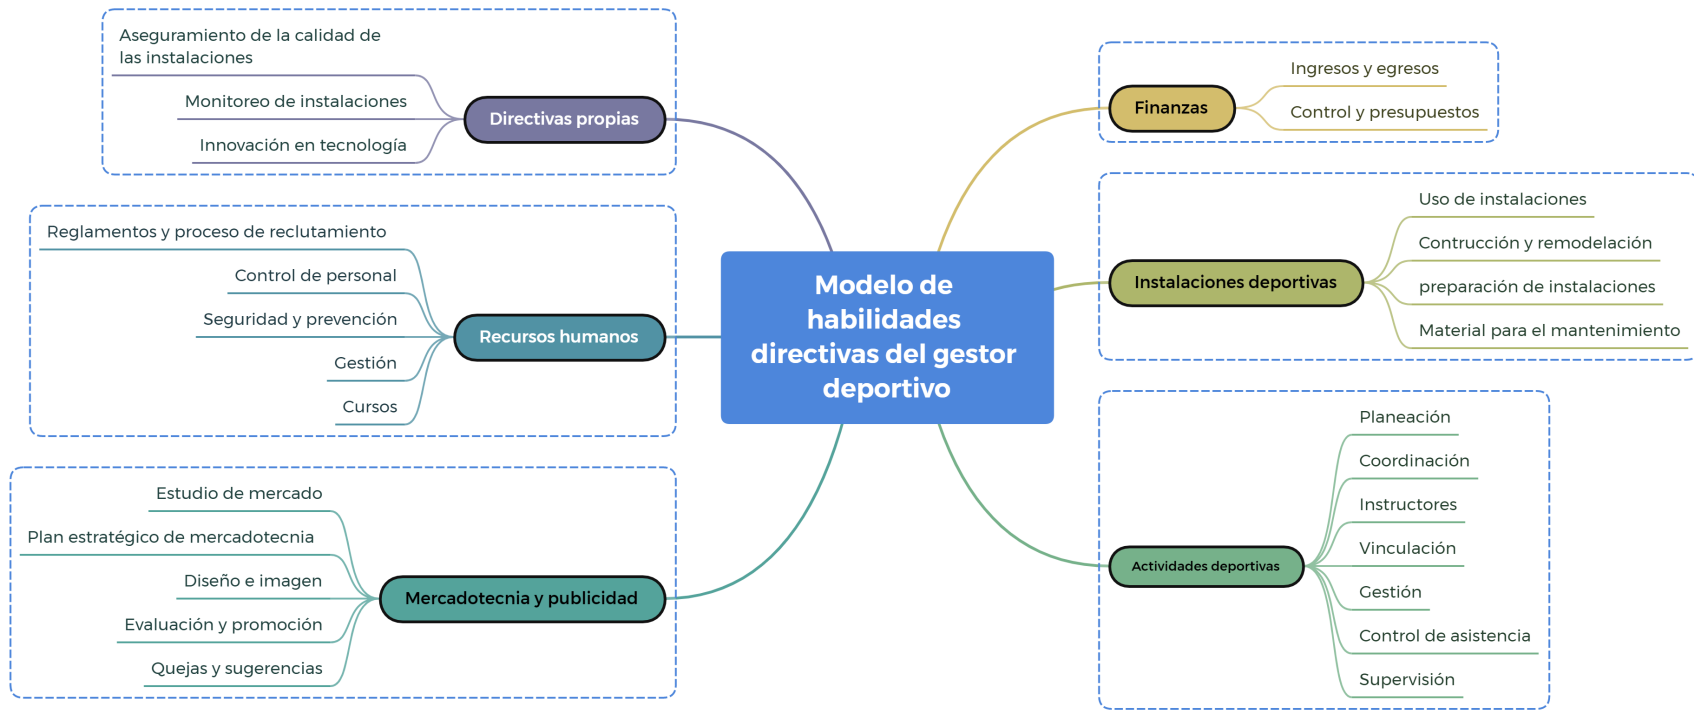 Modelo de
habilidades
directivas del gestor
deportivo
Directivas propias
Aseguramiento de la calidad de
las instalaciones
Monitoreo de instalaciones
Innovación en tecnología
Recursos humanos
Reglamentos y proceso de reclutamiento
Control de personal
Seguridad y prevención
Gestión
Cursos
Mercadotecnia y publicidad
Estudio de mercado
Plan estratégico de mercadotecnia
Diseño e imagen
Evaluación y promoción
Quejas y sugerencias
Finanzas
Ingresos y egresos
Control y presupuestos
Instalaciones deportivas
Uso de instalaciones
Contrucción y remodelación
preparación de instalaciones
Material para el mantenimiento
Actividades deportivas
Planeación
Coordinación
Instructores
Vinculación
Gestión
Control de asistencia
Supervisión